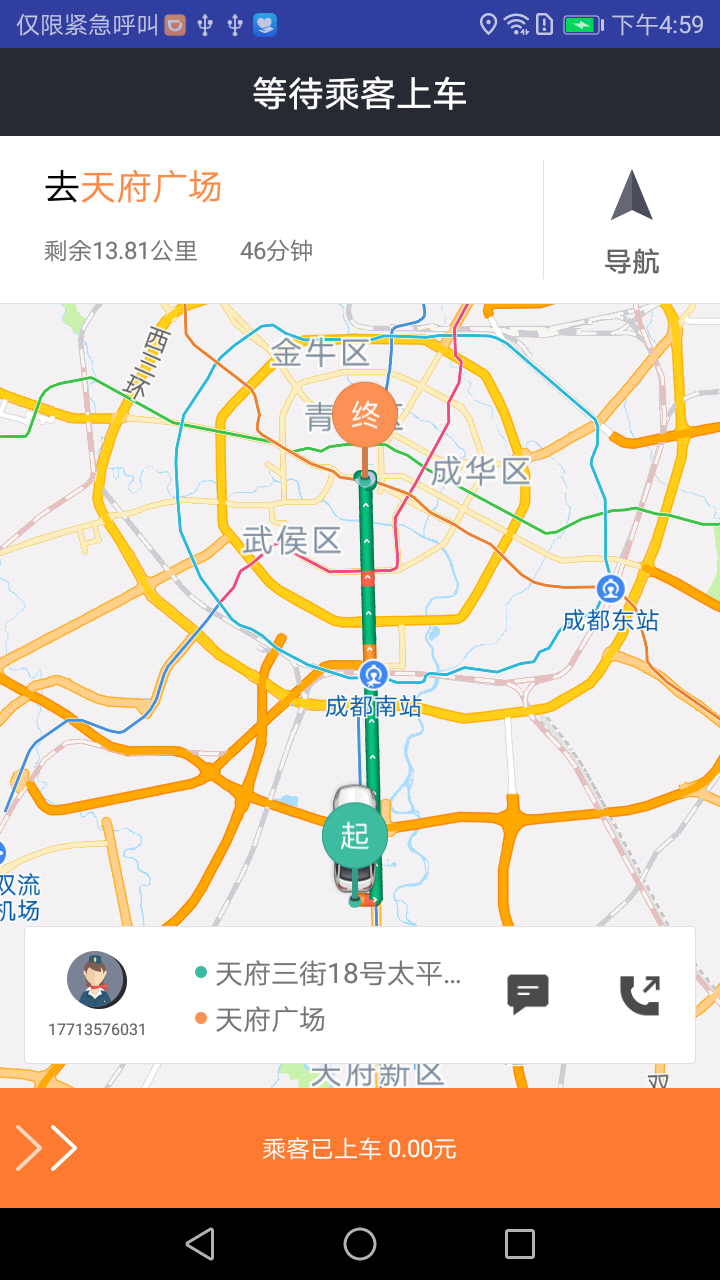 仅限紧急呼叫
下午4:59
等待乘客上车
去天府广场
剩余13.81公里 46分钟
导航
西三环
金牛区
终
青
区
成华区
武侯区
成都东站
成都南站
起
双流
机场
17713576031
天府三街18号太平…
天府广场
天府新区
双
乘客已上车 0.00元